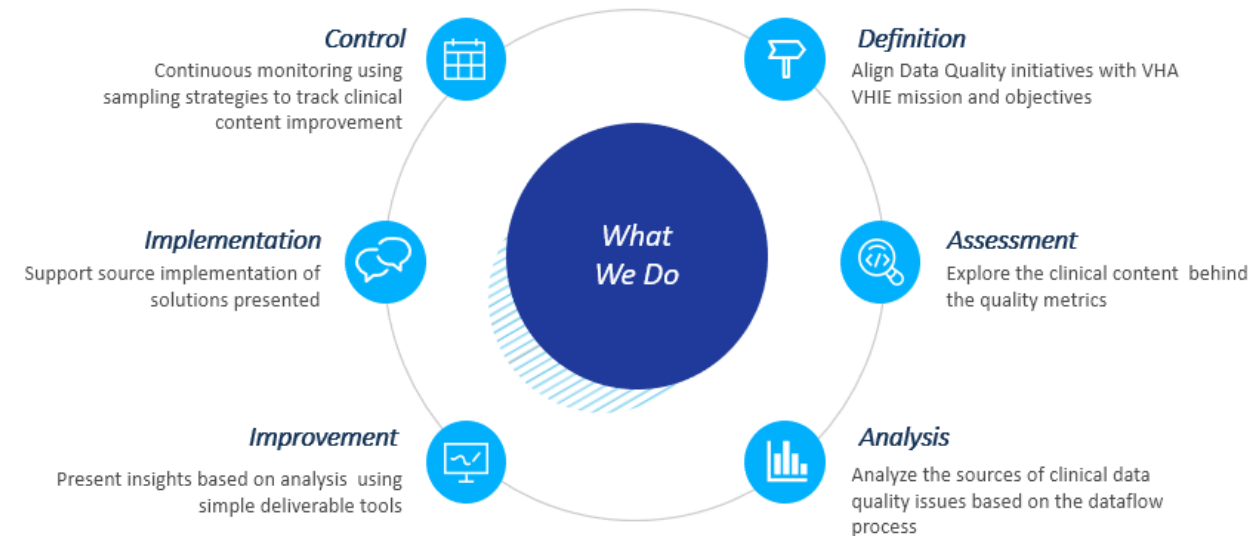 Control
Continuous monitoring using
sampling strategies to track clinical
content improvement
Definition
Align Data Quality initiatives with VHA
VHIE mission and objectives
Implementation
Support source implementation of
solutions presented
What
We Do
Assessment
Explore the clinical content behind
the quality metrics
Improvement
Present insights based on analysis using
simple deliverable tools
Analysis
Analyze the sources of clinical data
quality issues based on the dataflow
process